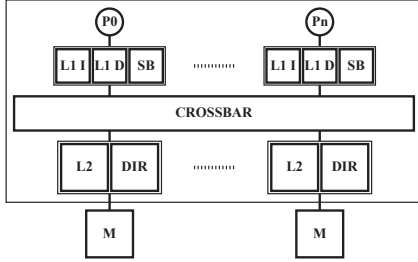 P0 Pn
L1 I L1 D SB L1 I L1 D SB
CROSSBAR
L2 DIR L2 DIR
M M